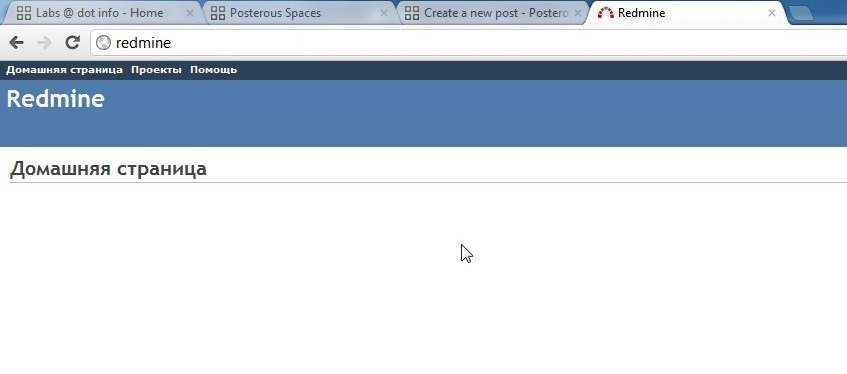 Labs @ dot info - Home Posterous Spaces Create a new post - Postero Redmine
redmine
Домашняя страница Проекты Помощь
Redmine
Домашняя страница